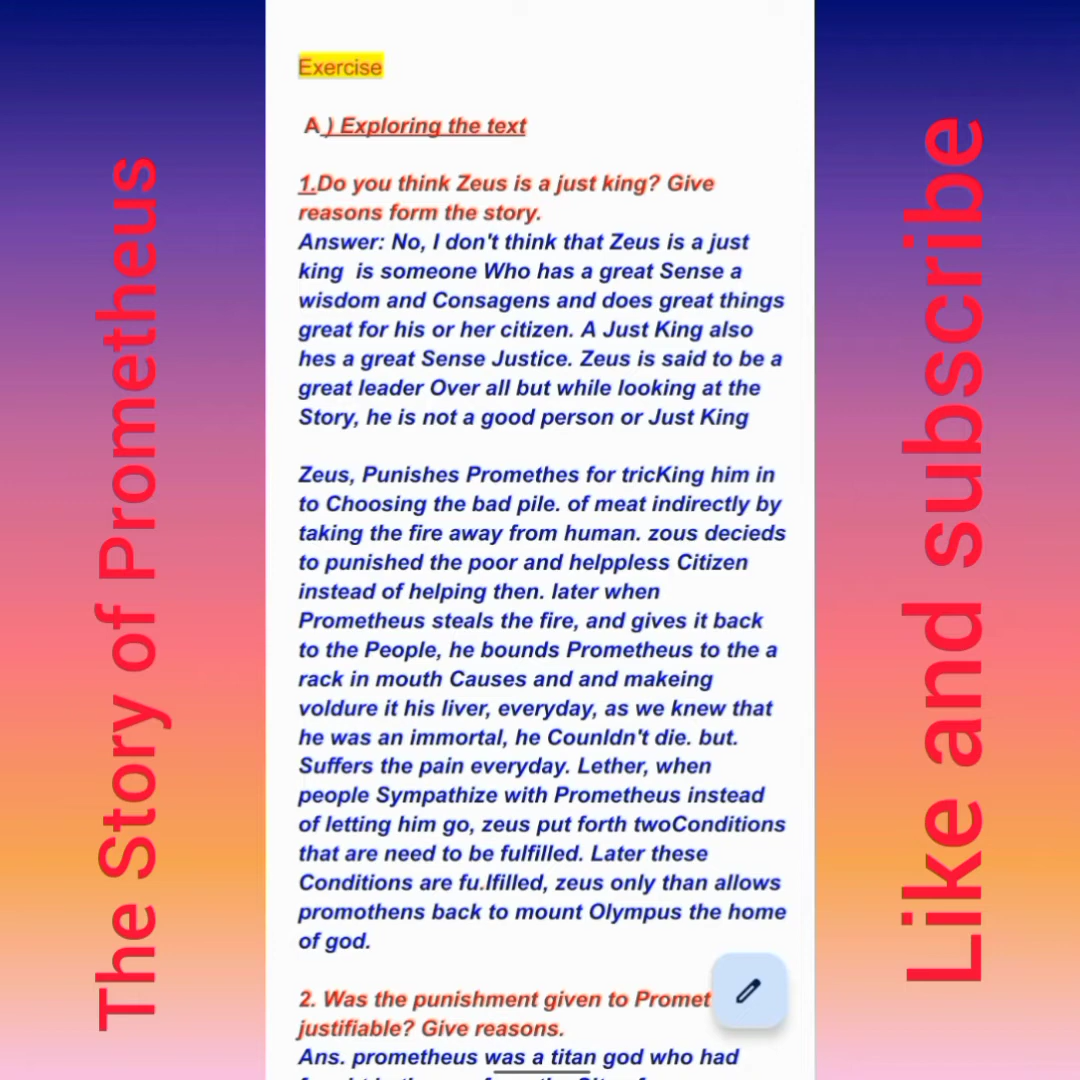 The Story of Prometheus
Exercise
A ) Exploring the text
1.Do you think Zeus is a just king? Give
reasons form the story.
Answer: No, I don't think that Zeus is a just
king is someone Who has a great Sense a
wisdom and Consagens and does great things
great for his or her citizen. A Just King also
hes a great Sense Justice. Zeus is said to be a
great leader Over all but while looking at the
Story, he is not a good person or Just King
Zeus, Punishes Promethes for tricKing him in
to Choosing the bad pile. of meat indirectly by
taking the fire away from human. zous decieds
to punished the poor and helppless Citizen
instead of helping then. later when
Prometheus steals the fire, and gives it back
to the People, he bounds Prometheus to the a
rack in mouth Causes and and makeing
voldure it his liver, everyday, as we knew that
he was an immortal, he Counldn't die. but.
Suffers the pain everyday. Lether, when
people Sympathize with Prometheus instead
of letting him go, zeus put forth twoConditions
that are need to be fulfilled. Later these
Conditions are fu.lfilled, zeus only than allows
promothens back to mount Olympus the home
of god.
2. Was the punishment given to Promet
justifiable? Give reasons.
Ans. prometheus was a titan god who had
Like and subscribe